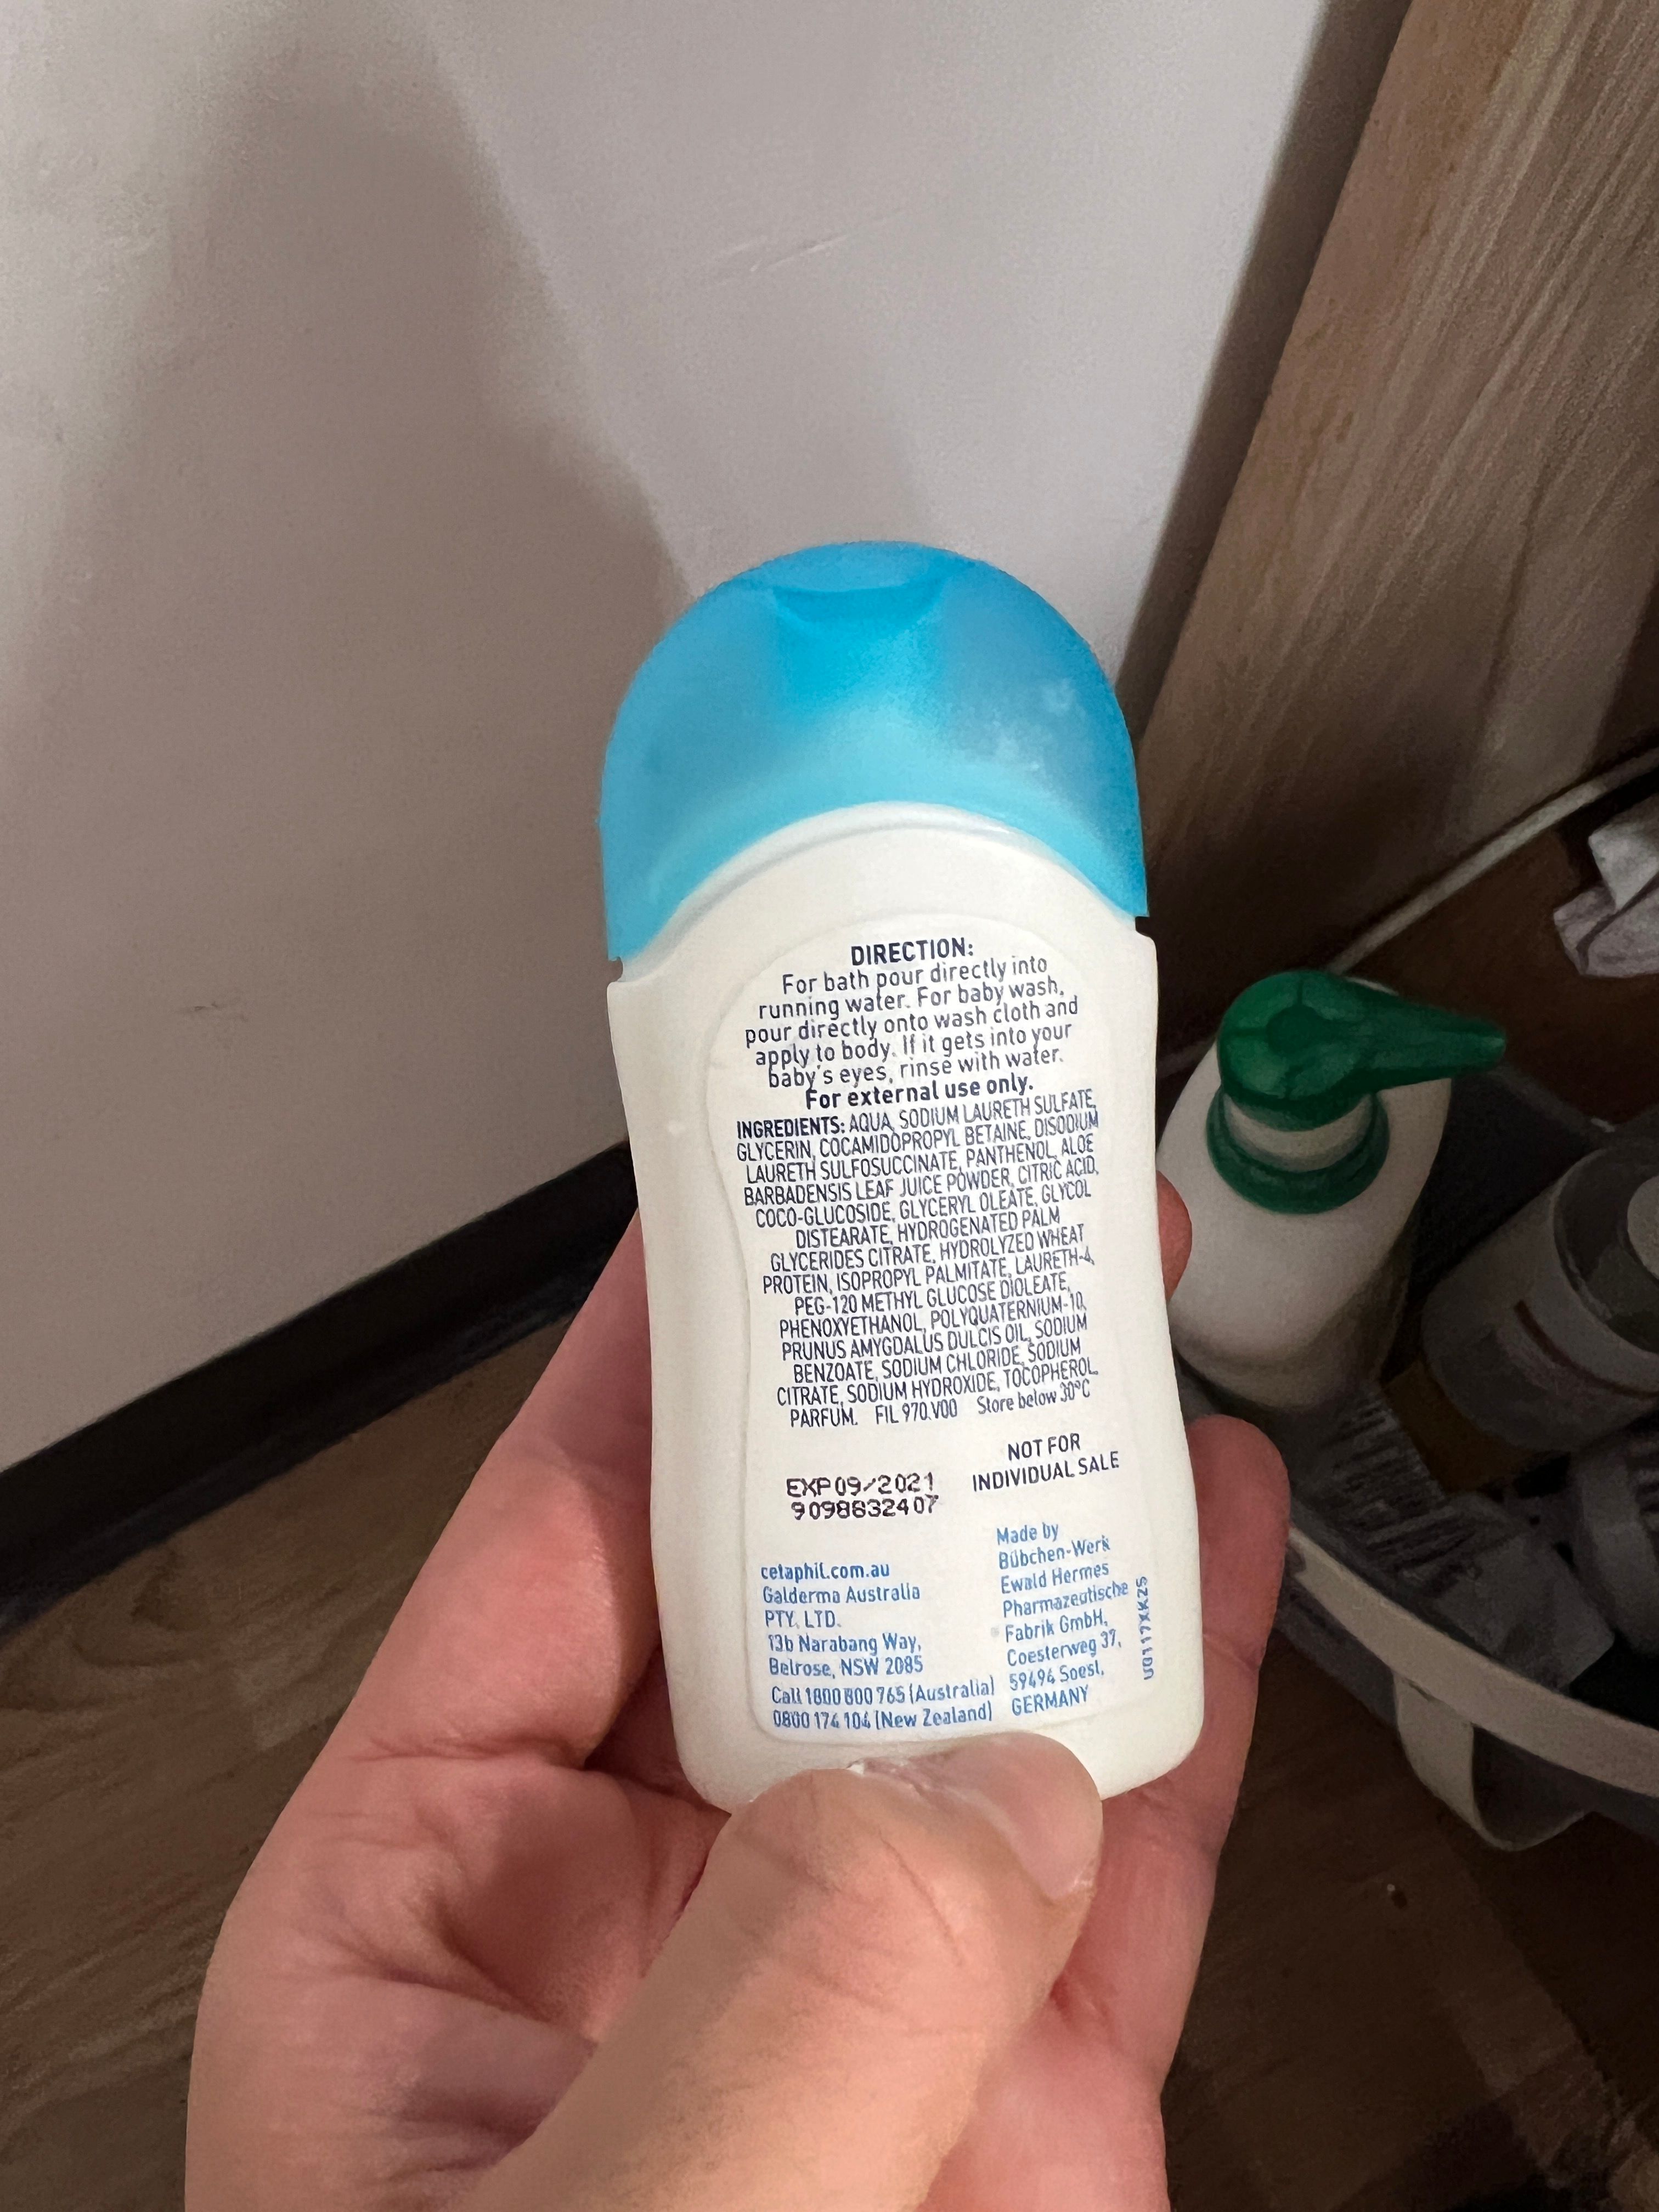 DIRECTION:
For bath pour directly into
running water. For baby wash,
pour directly onto wash cloth and
apply to body. If it gets into your
baby's eyes, rinse with water.
For external use only.
INGREDIENTS: AQUA, SODIUM LAURETH SULFATE,
GLYCERIN, COCAMIDOPROPYL BETAINE, DISODIUM
LAURETH SULFOSUCCINATE, PANTHENOL, ALOE
BARBADENSIS LEAF JUICE POWDER, CITRIC ACID,
COCO-GLUCOSIDE, GLYCERYL OLEATE, GLYCOL
DISTEARATE, HYDROGENATED PALM
GLYCERIDES CITRATE, HYDROLYZED WHEAT
PROTEIN, ISOPROPYL PALMITATE, LAURETH-4,
PEG-120 METHYL GLUCOSE DIOLEATE,
PHENOXYETHANOL, POLYQUATERNIUM-10,
PRUNUS AMYGDALUS DULCIS OIL, SODIUM
BENZOATE, SODIUM CHLORIDE, SODIUM
CITRATE, SODIUM HYDROXIDE, TOCOPHEROL,
PARFUM. FIL 970.V00 Store below 30°C
NOT FOR
INDIVIDUAL SALE
EXP 09/2021
9098832407
cetaphil.com.au
Galderma Australia
PTY. LTD.
13b Narabang Way,
Belrose, NSW 2085
Call 1800 800 765 (Australia)
0800 174 104 (New Zealand)
Made by
Bübchen-Werk
Ewald Hermes
Pharmazeutische
Fabrik GmbH,
Coesterweg 37,
59494 Soest,
GERMANY
U0117XK25